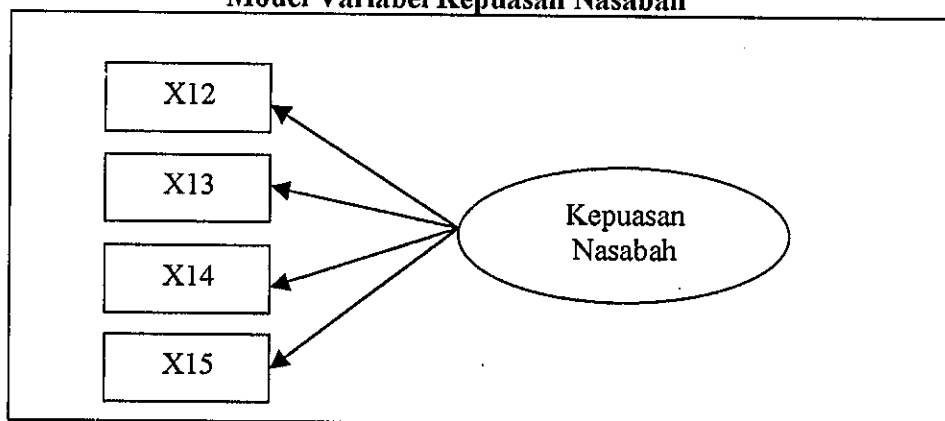 Model Variabel Kepuasan Nasabah
X12
X13
Kepuasan
Nasabah
X14
X15